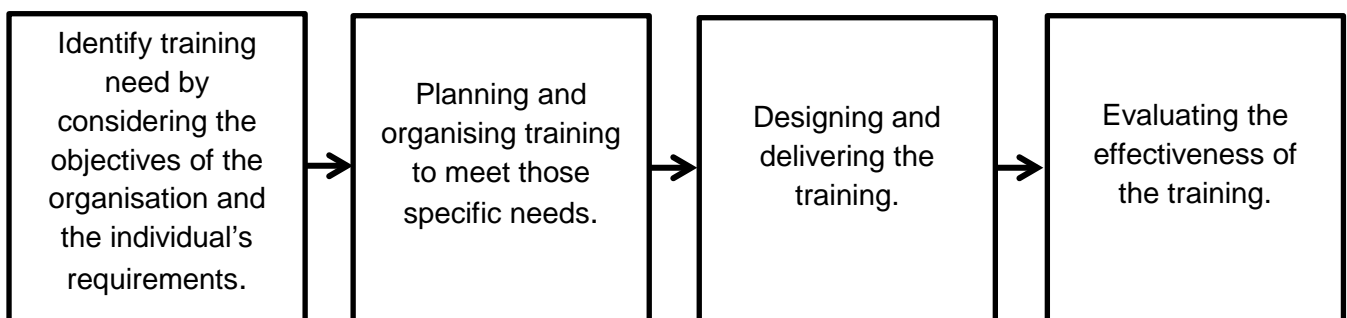 Identify training
need by
considering the
objectives of the
organisation and
the individual’s
requirements.
Planning and
organising training
to meet those
specific needs.
Designing and
delivering the
training.
Evaluating the
effectiveness of
the training.